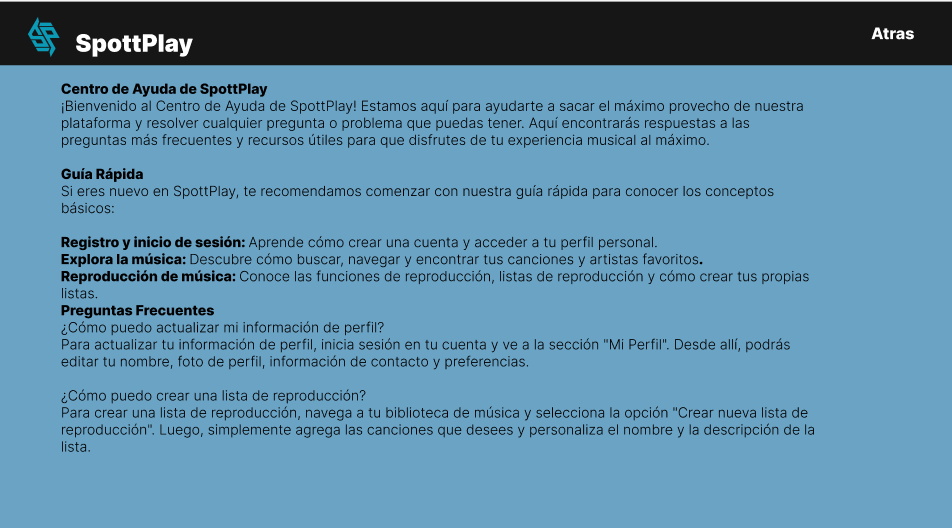 SpottPlay
Atras
Centro de Ayuda de SpottPlay
¡Bienvenido al Centro de Ayuda de SpottPlay! Estamos aquí para ayudarte a sacar el máximo provecho de nuestra
plataforma y resolver cualquier pregunta o problema que puedas tener. Aquí encontrarás respuestas a las
preguntas más frecuentes y recursos útiles para que disfrutes de tu experiencia musical al máximo.
Guía Rápida
Si eres nuevo en SpottPlay, te recomendamos comenzar con nuestra guía rápida para conocer los conceptos
básicos:
Registro y inicio de sesión: Aprende cómo crear una cuenta y acceder a tu perfil personal.
Explora la música: Descubre cómo buscar, navegar y encontrar tus canciones y artistas favoritos.
Reproducción de música: Conoce las funciones de reproducción, listas de reproducción y cómo crear tus propias
listas.
Preguntas Frecuentes
¿Cómo puedo actualizar mi información de perfil?
Para actualizar tu información de perfil, inicia sesión en tu cuenta y ve a la sección "Mi Perfil". Desde allí, podrás
editar tu nombre, foto de perfil, información de contacto y preferencias.
¿Cómo puedo crear una lista de reproducción?
Para crear una lista de reproducción, navega a tu biblioteca de música y selecciona la opción "Crear nueva lista de
reproducción". Luego, simplemente agrega las canciones que desees y personaliza el nombre y la descripción de la
lista.